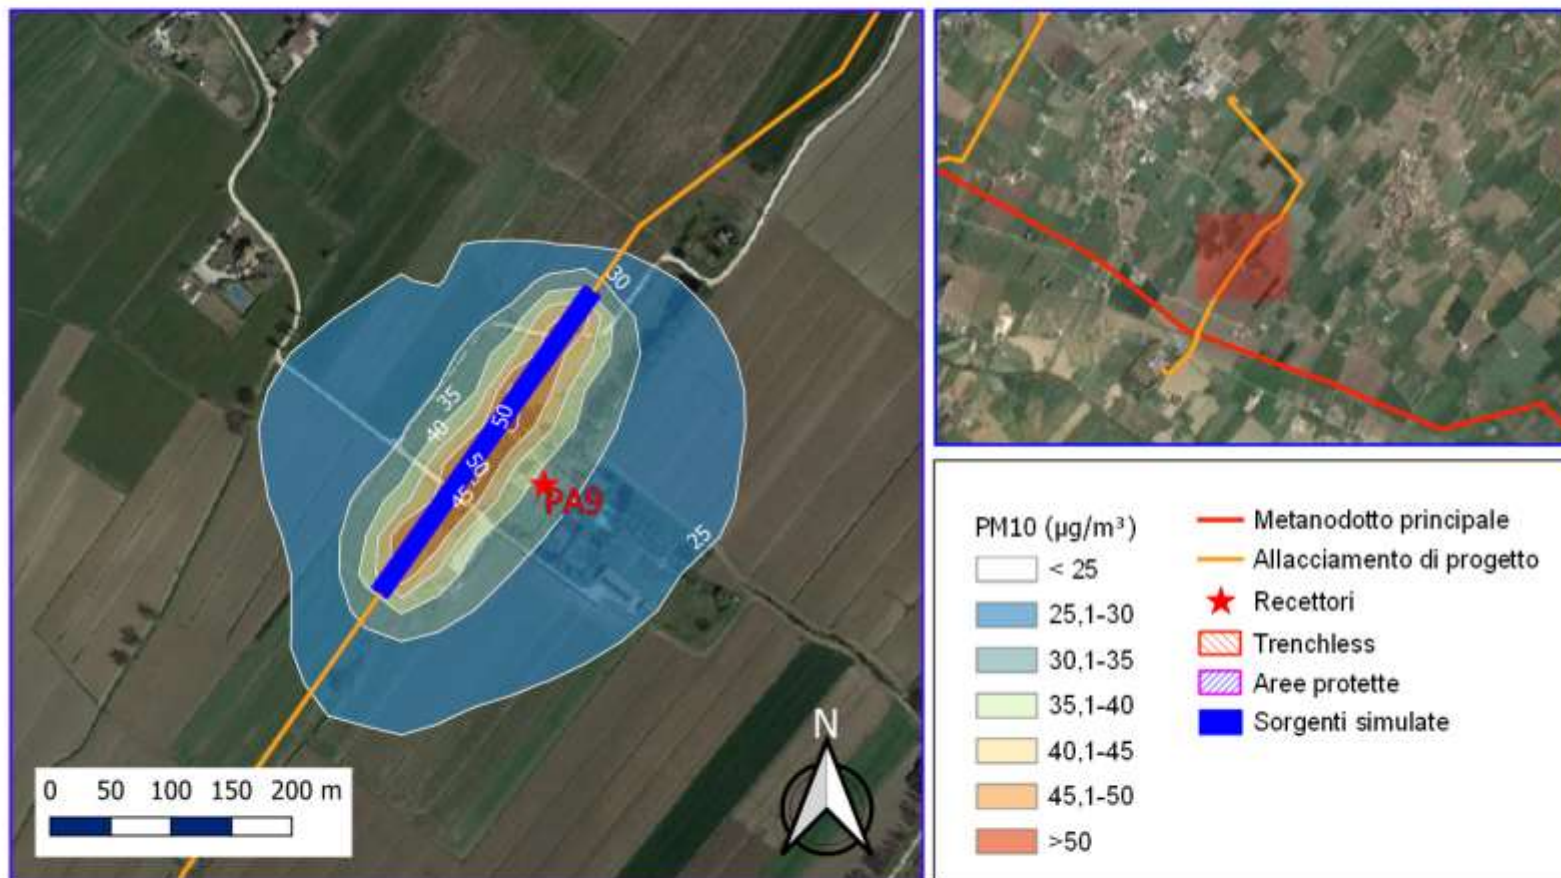 30
35
40
50
50
45
PA9
25
N
0 50 100 150 200 m
PM10 (µg/m³)
< 25
25,1-30
30,1-35
35,1-40
40,1-45
45,1-50
>50
Metanodotto principale
Allacciamento di progetto
Recettori
Trenchless
Aree protette
Sorgenti simulate